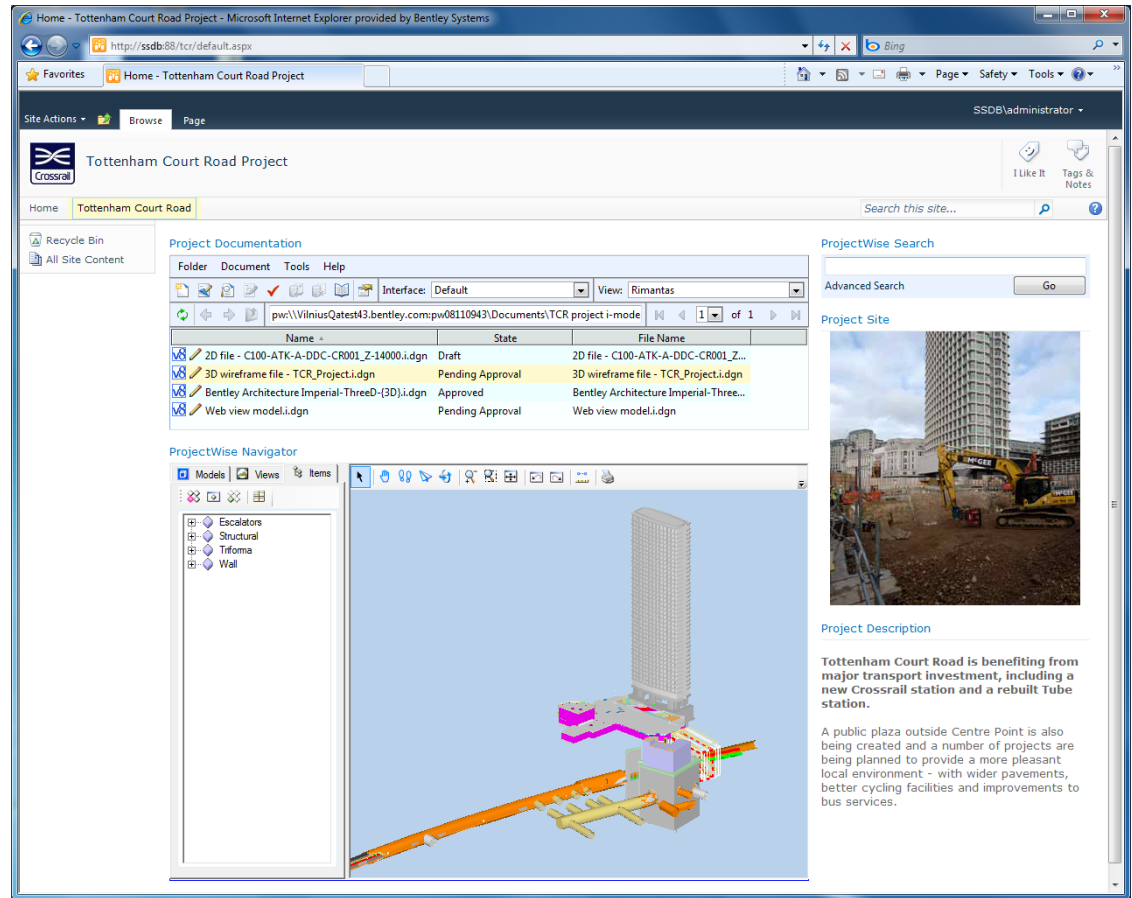 Home - Tottenham Court Road Project - Microsoft Internet Explorer provided by Bentley Systems
http://ssdb:88/tcr/default.aspx
Bing
Favorites
Home - Tottenham Court Road Project
Page
Safety
Tools
Site Actions
Browse
Page
SSDB\administrator
Crossrail
Tottenham Court Road Project
I Like It
Tags &
Notes
Home
Tottenham Court Road
Search this site...
Recycle Bin
All Site Content
Project Documentation
Folder Document Tools Help
Interface: Default
View: Rimantas
pw:\\VilniusQatest43.bentley.com:pw08110943\Documents\TCR project i-mode
1 of 1
Name State File Name
2D file - C100-ATK-A-DDC-CR001_Z-14000.i.dgn Draft 2D file - C100-ATK-A-DDC-CR001_Z...
3D wireframe file - TCR_Project.i.dgn Pending Approval 3D wireframe file - TCR_Project.i.dgn
Bentley Architecture Imperial-ThreeD-(3D).i.dgn Approved Bentley Architecture Imperial-Three...
Web view model.i.dgn Pending Approval Web view model.i.dgn
ProjectWise Navigator
Models Views Items
Escalators
Structural
Triforma
Wall
ProjectWise Search
Advanced Search
Go
Project Site
McGEE
McGEE
Project Description
Tottenham Court Road is benefiting from
major transport investment, including a
new Crossrail station and a rebuilt Tube
station.
A public plaza outside Centre Point is also
being created and a number of projects are
being planned to provide a more pleasant
local environment - with wider pavements,
better cycling facilities and improvements to
bus services.